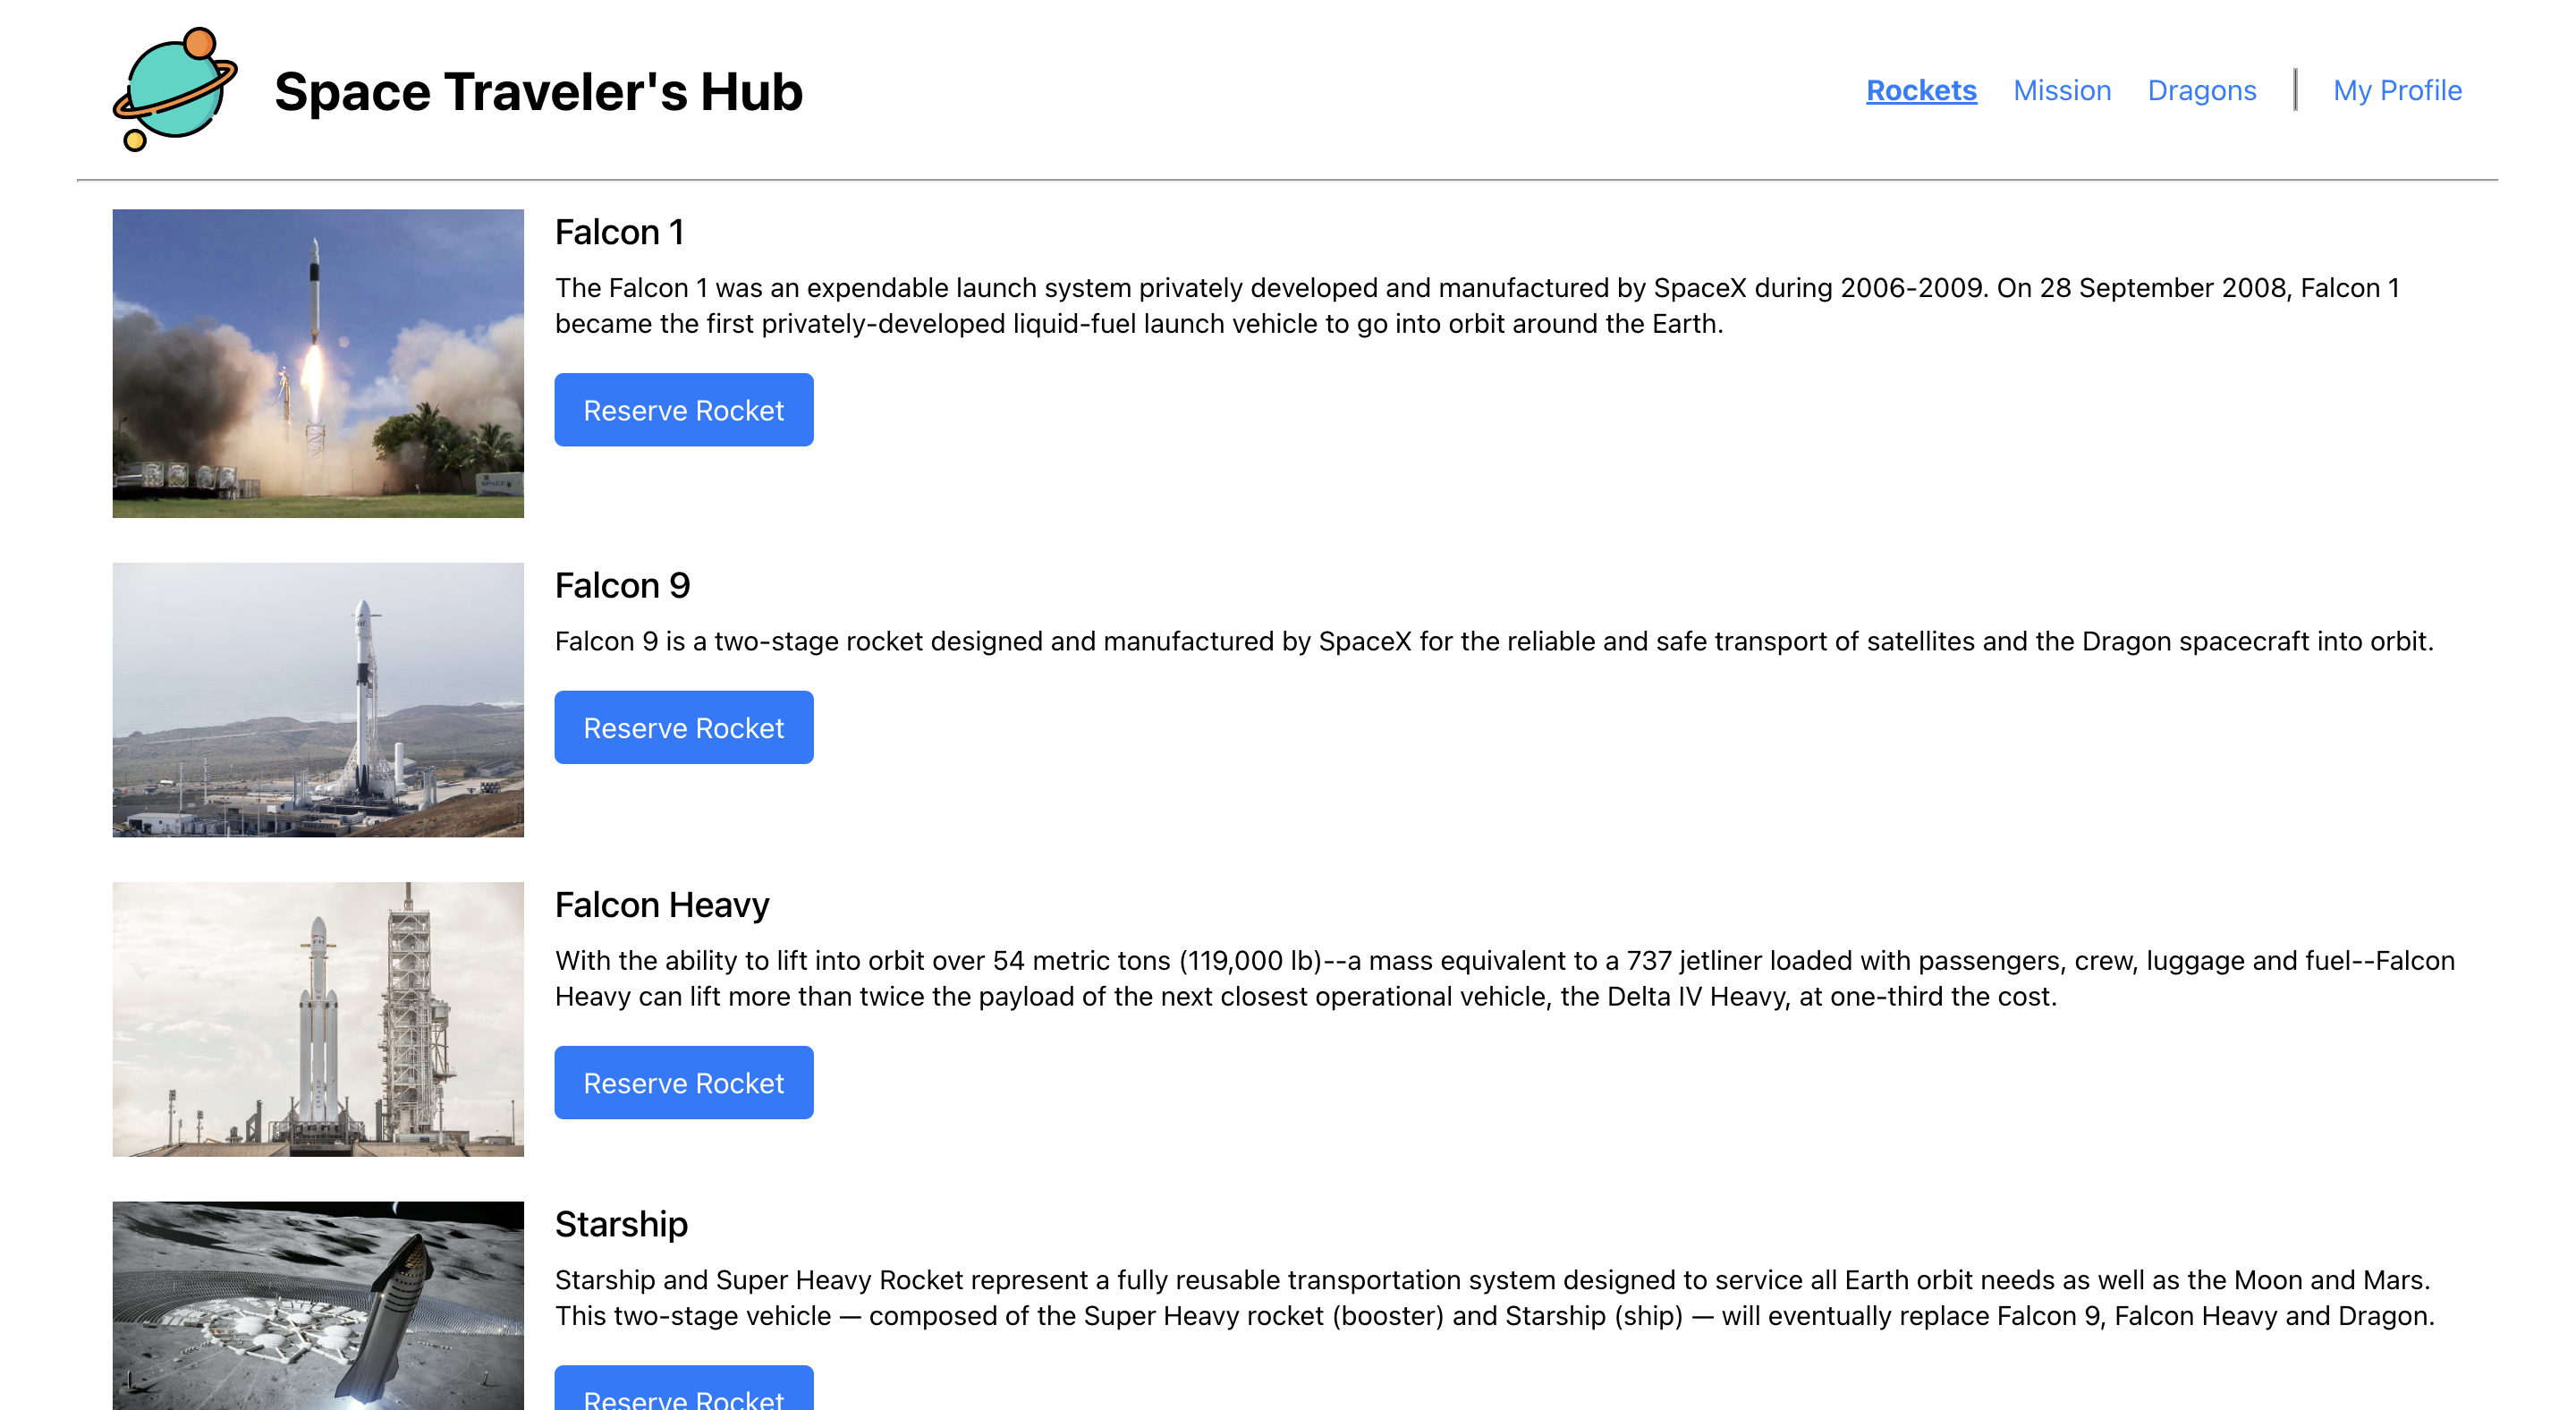 Space Traveler's Hub
Rockets Mission Dragons My Profile
Falcon 1
The Falcon 1 was an expendable launch system privately developed and manufactured by SpaceX during 2006-2009. On 28 September 2008, Falcon 1
became the first privately-developed liquid-fuel launch vehicle to go into orbit around the Earth.
Reserve Rocket
Falcon 9
Falcon 9 is a two-stage rocket designed and manufactured by SpaceX for the reliable and safe transport of satellites and the Dragon spacecraft into orbit.
Reserve Rocket
Falcon Heavy
With the ability to lift into orbit over 54 metric tons (119,000 lb)--a mass equivalent to a 737 jetliner loaded with passengers, crew, luggage and fuel--Falcon
Heavy can lift more than twice the payload of the next closest operational vehicle, the Delta IV Heavy, at one-third the cost.
Reserve Rocket
Starship
Starship and Super Heavy Rocket represent a fully reusable transportation system designed to service all Earth orbit needs as well as the Moon and Mars.
This two-stage vehicle — composed of the Super Heavy rocket (booster) and Starship (ship) — will eventually replace Falcon 9, Falcon Heavy and Dragon.
Reserve Rocket